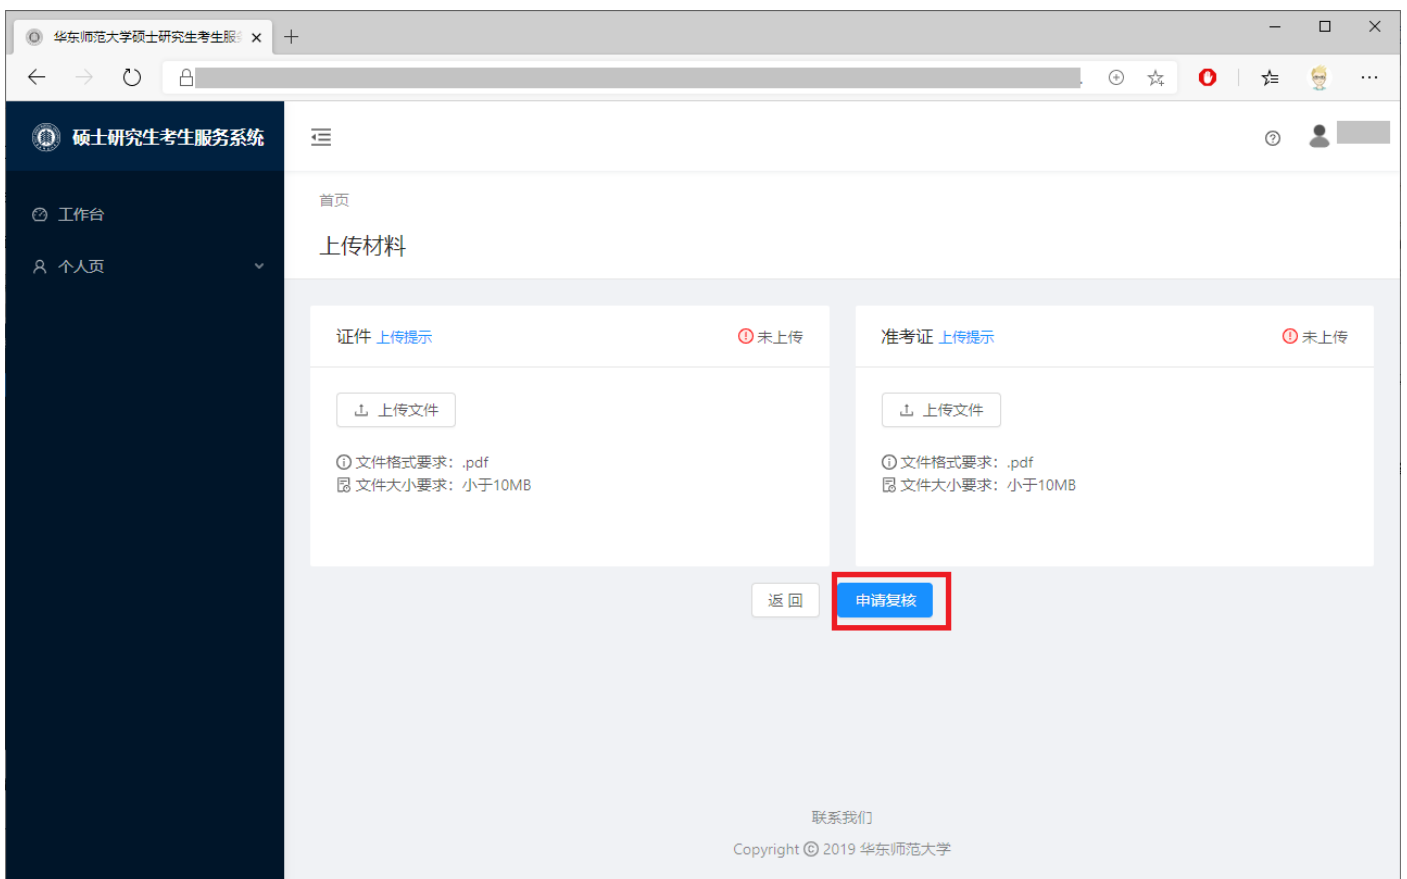 华东师范大学硕士研究生考生服
硕士研究生考生服务系统
工作台
个人页
首页
上传材料
证件 上传提示 未上传
上传文件
文件格式要求：.pdf
文件大小要求：小于10MB
准考证 上传提示 未上传
上传文件
文件格式要求：.pdf
文件大小要求：小于10MB
返 回 申请复核
联系我们
Copyright © 2019 华东师范大学